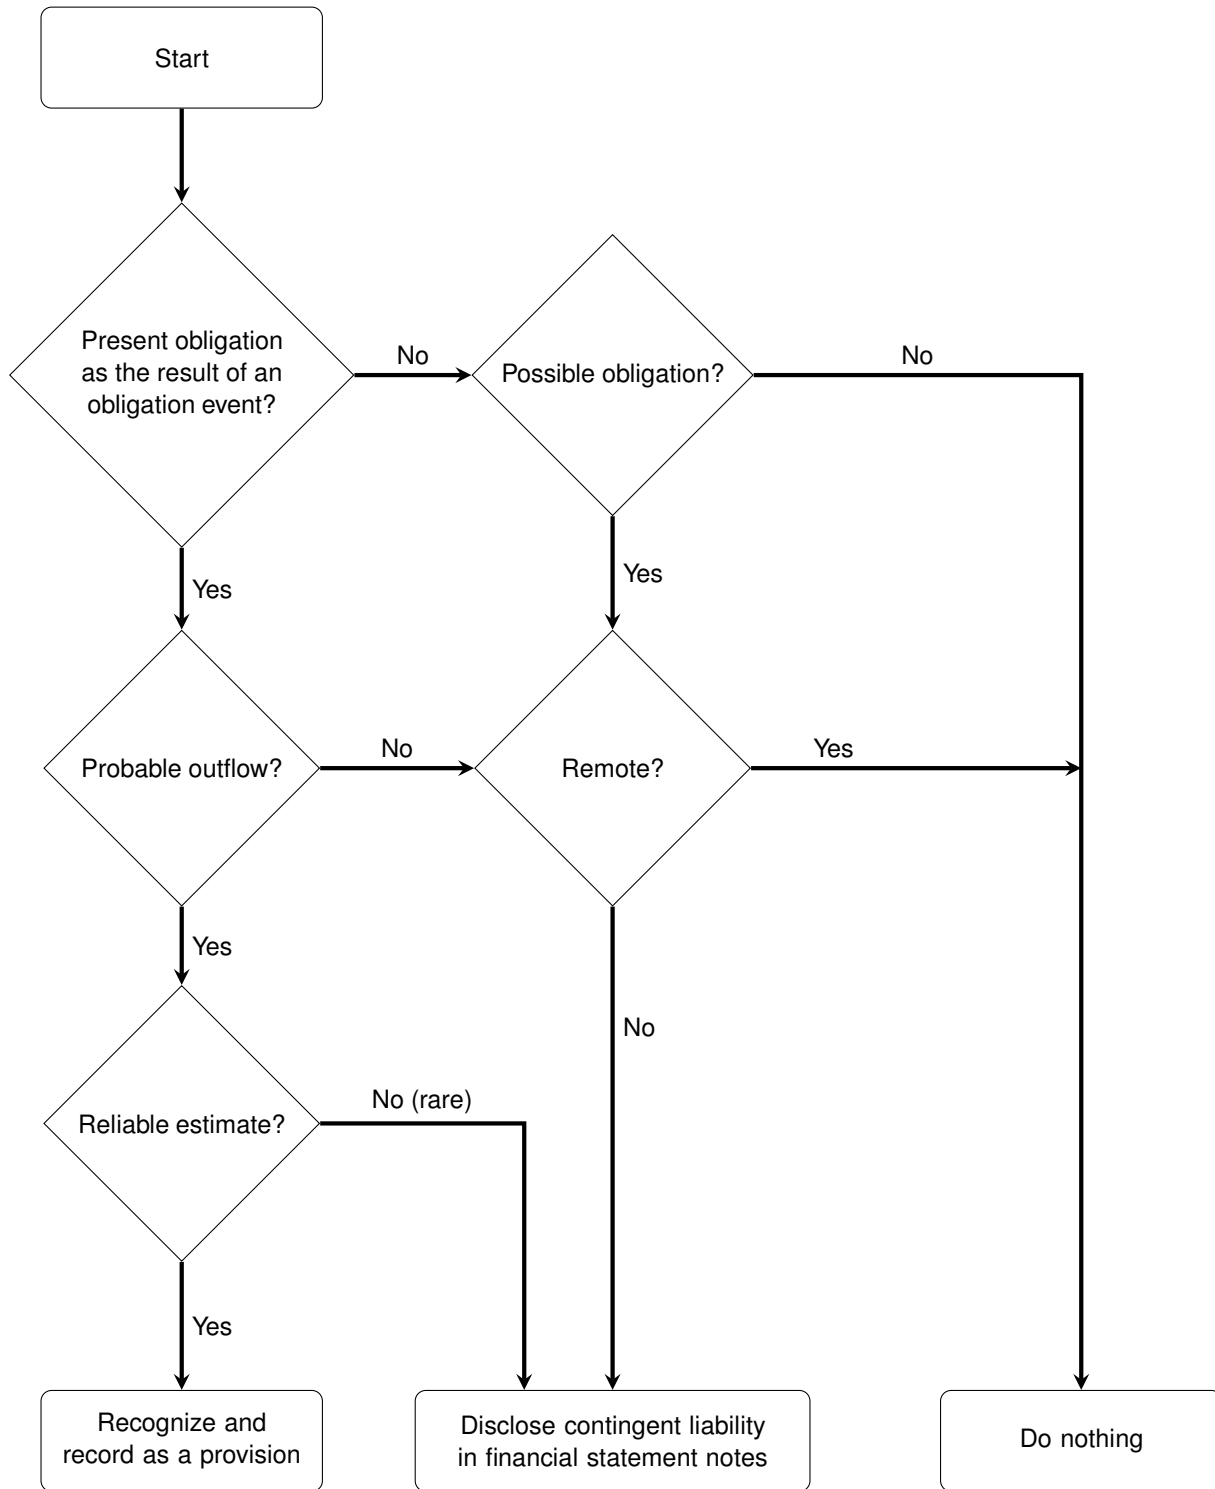 Start
Present obligation
as the result of an
obligation event?
No
Possible obligation?
No
Yes
Yes
Probable outflow?
No
Remote?
Yes
Yes
No
Reliable estimate?
No (rare)
Yes
Recognize and
record as a provision
Disclose contingent liability
in financial statement notes
Do nothing